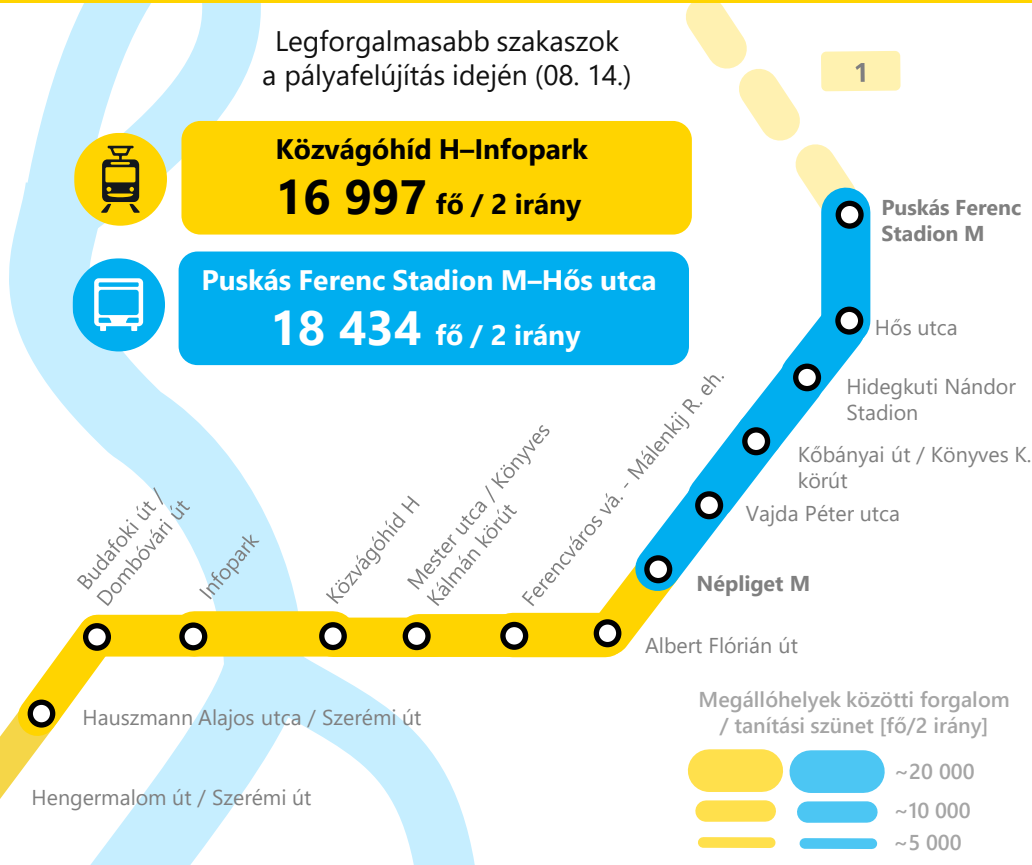 Legforgalmasabb szakaszok
a pályafelújítás idején (08. 14.)
1
Közvágóhíd H–Infopark
16 997 fő / 2 irány
Puskás Ferenc Stadion M–Hős utca
18 434 fő / 2 irány
Puskás Ferenc
Stadion M
Hős utca
Hidegkuti Nándor
Stadion
Kőbányai út / Könyves K.
körút
Vajda Péter utca
Népliget M
Albert Flórián út
Ferencváros vá. - Málenkij R. eh.
Mester utca / Könyves
Kálmán körút
Közvágóhíd H
Infopark
Budafoki út /
Dombóvári út
Hauszmann Alajos utca / Szerémi út
Hengermalom út / Szerémi út
Megállóhelyek közötti forgalom
/ tanítási szünet [fő/2 irány]
~20 000
~10 000
~5 000